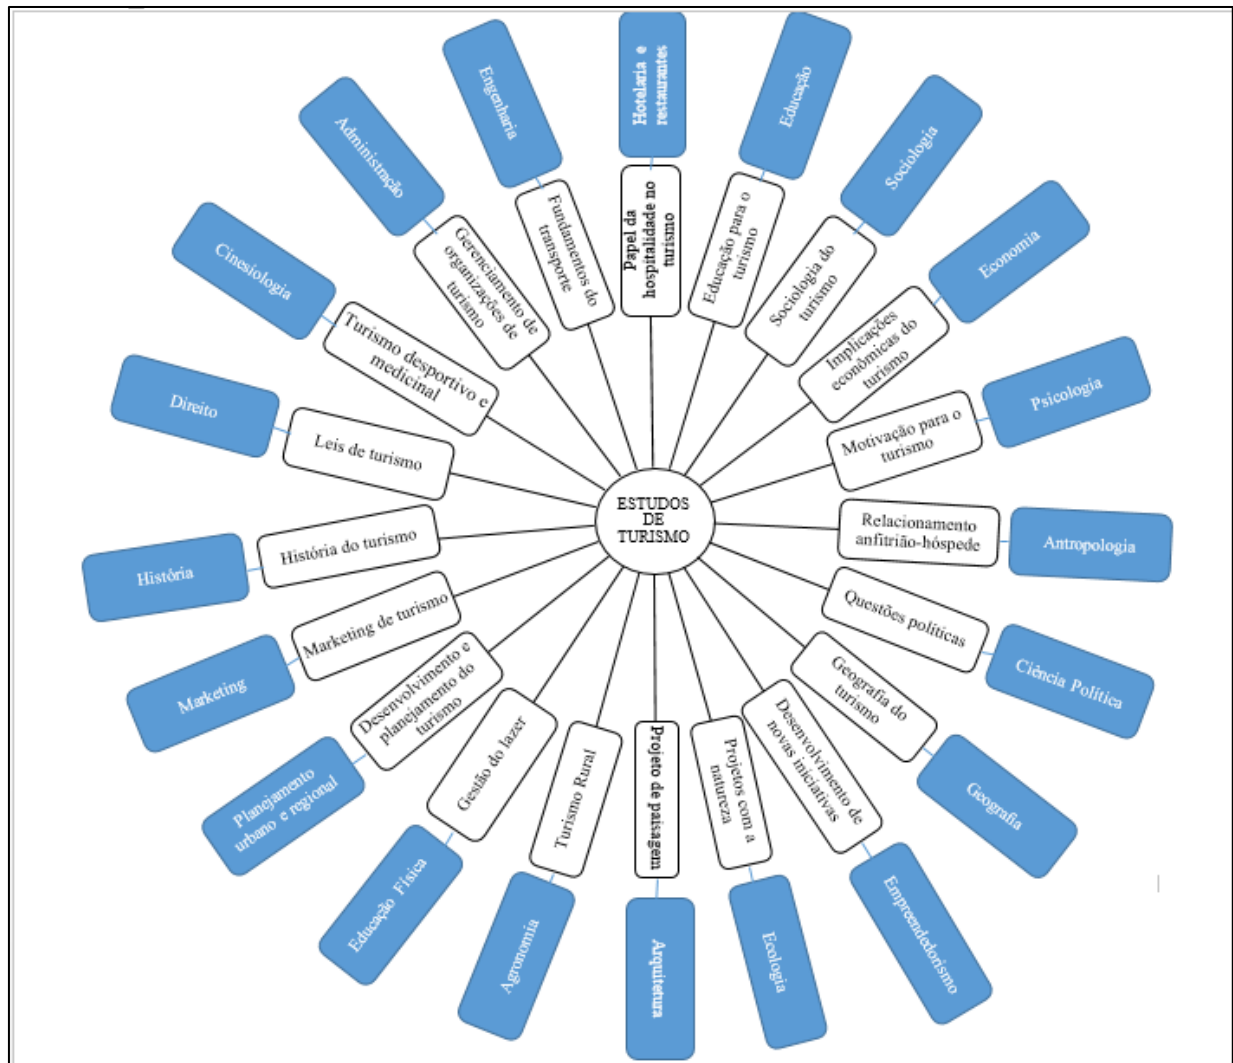 ESTUDOS
DE
TURISMO
Hotelaria e
restaurantes
Papel da
hospitalidade no
turismo
Educação
Educação para o
turismo
Sociologia
Sociologia do
turismo
Economia
Implicações
econômicas do
turismo
Psicologia
Motivação para o
turismo
Antropologia
Relacionamento
anfitrião-hóspede
Ciência Política
Questões políticas
Geografia
Geografia do
turismo
Empreendedorismo
Desenvolvimento de
novas iniciativas
Ecologia
Projetos com a
natureza
Arquitetura
Projeto de paisagem
Agronomia
Turismo Rural
Educação Física
Gestão do lazer
Planejamento
urbano e regional
Desenvolvimento e
planejamento do
turismo
Marketing
Marketing de turismo
História
História do turismo
Direito
Leis de turismo
Cinesiologia
Turismo desportivo e
medicinal
Administração
Gerenciamento de
organizações de
turismo
Engenharia
Fundamentos do
transporte